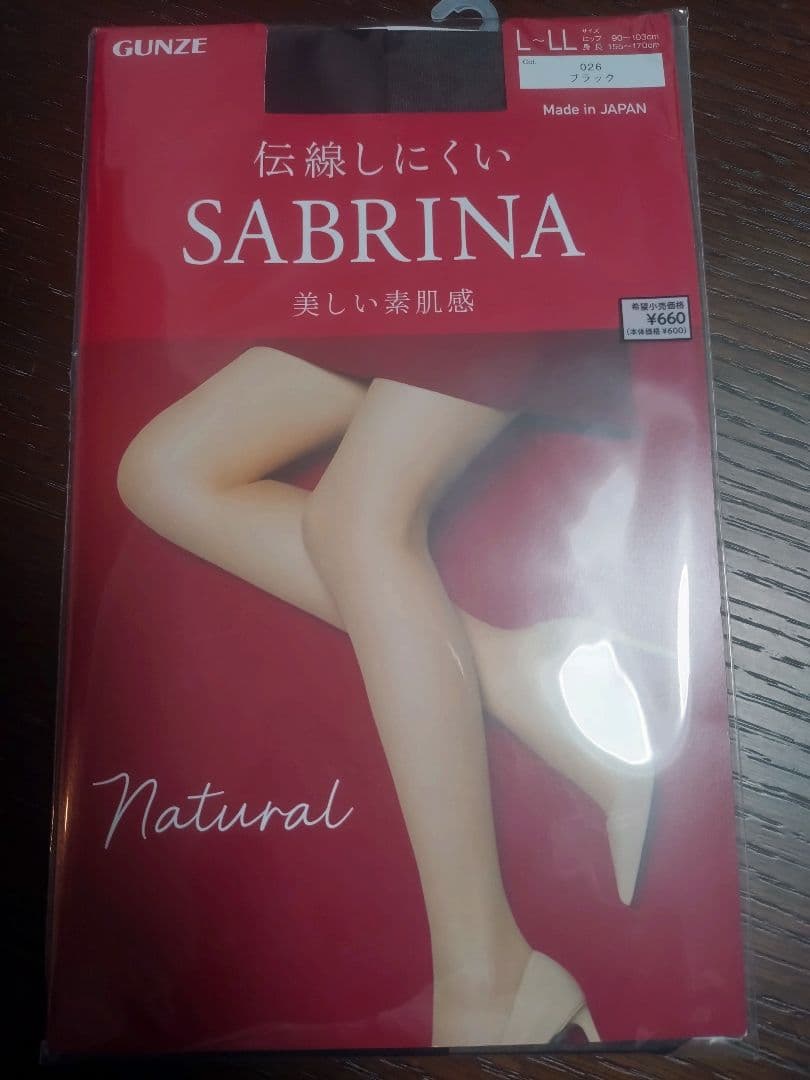 GUNZE
L～LL
サイズ
ヒップ 90～103cm
身長 155～170cm
Col.
026
ブラック
Made in JAPAN
伝線しにくい
SABRINA
美しい素肌感
希望小売価格
¥660
(本体価格 ¥600)
Natural